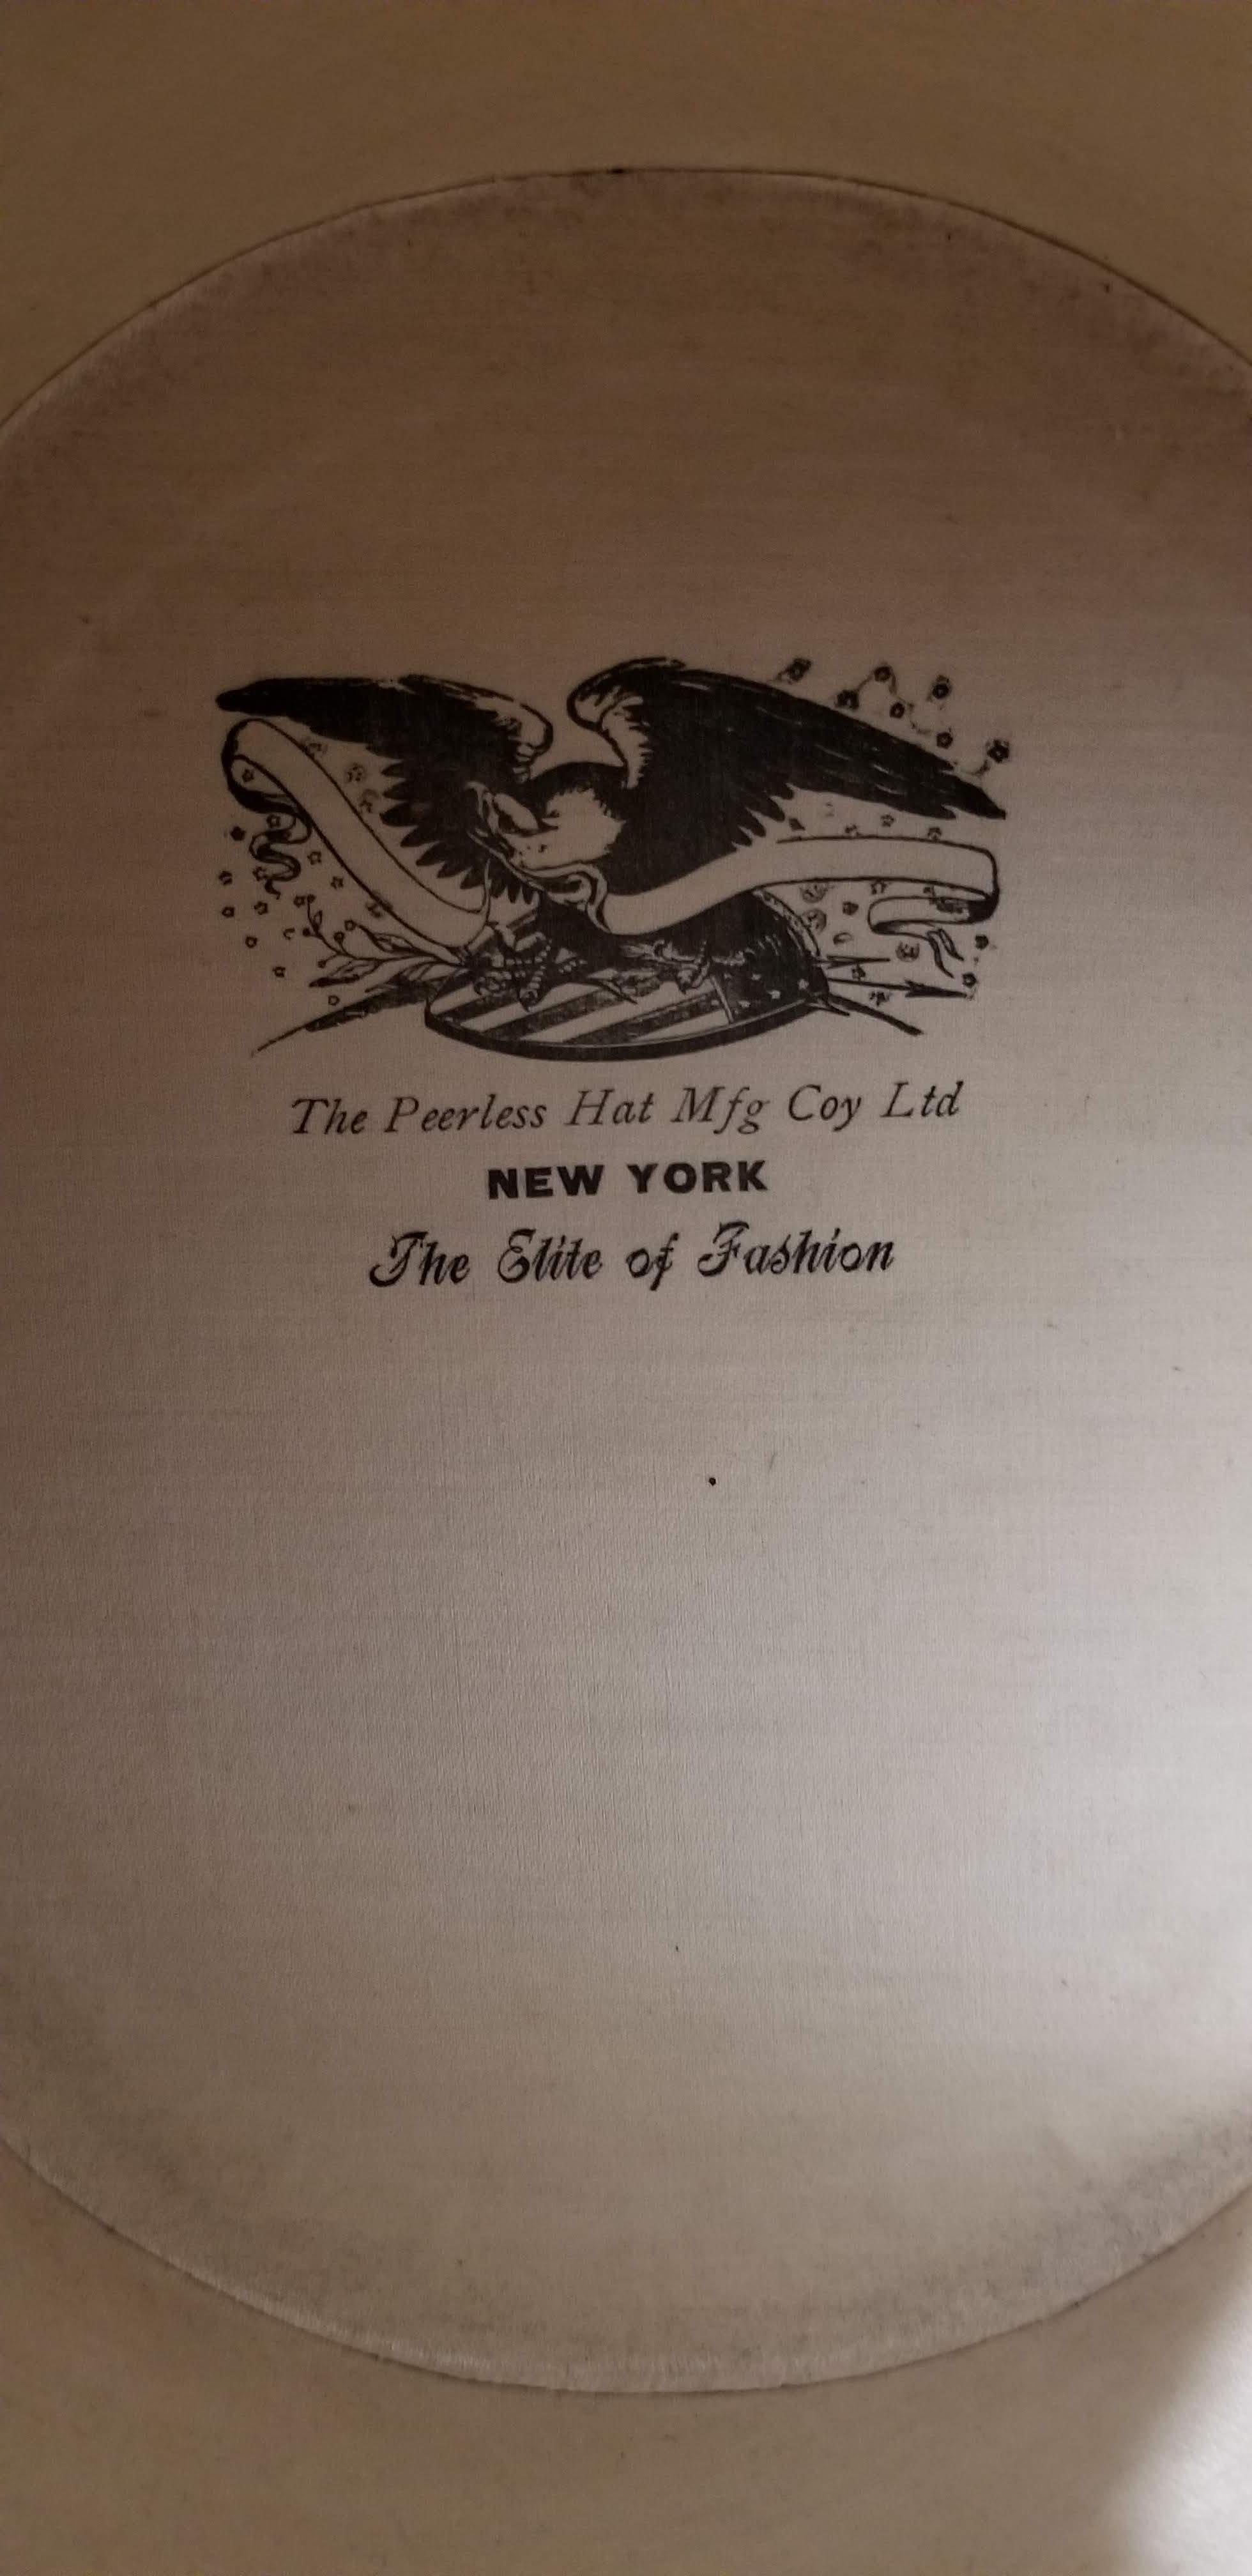 The Peerless Hat Mfg Coy Ltd
NEW YORK
The Elite of Fashion